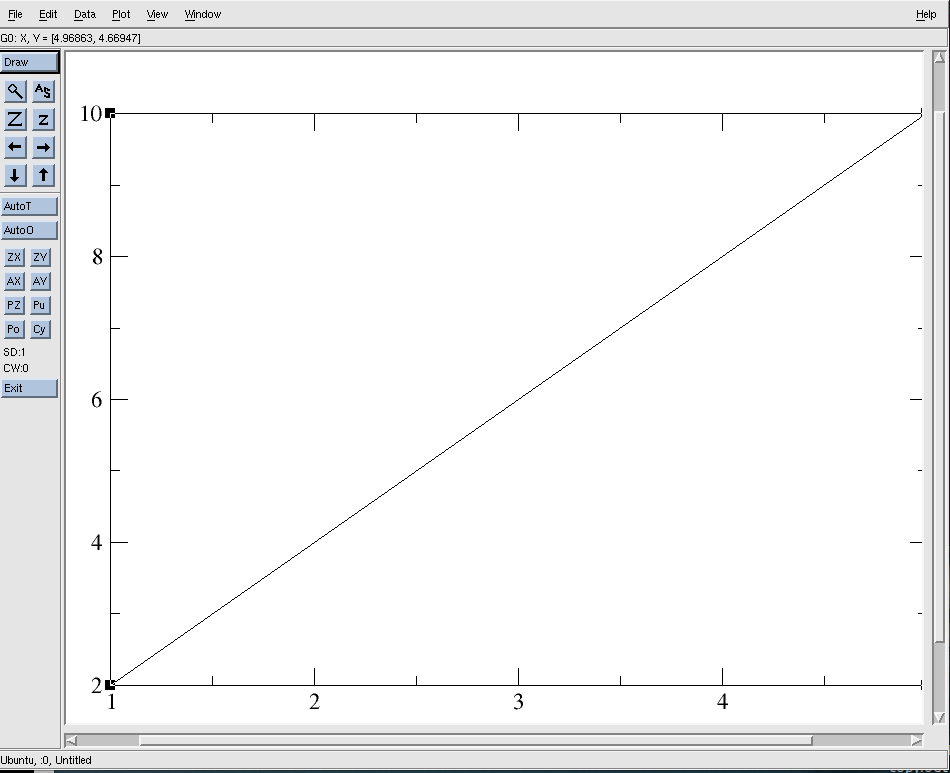 File Edit Data Plot View Window Help
G0: X, Y = [4.96863, 4.66947]
Draw
AS
Z z
AutoT
AutoO
ZX ZY
AX AY
PZ Pu
Po Cy
SD:1
CW:0
Exit
10
8
6
4
2
1 2 3 4
Ubuntu, :0, Untitled